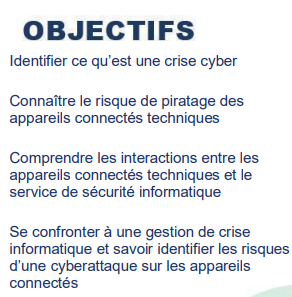 OBJECTIFS
Identifier ce qu'est une crise cyber
Connaître le risque de piratage des
appareils connectés techniques
Comprendre les interactions entre les
appareils connectés techniques et le
service de sécurité informatique
Se confronter à une gestion de crise
informatique et savoir identifier les risques
d'une cyberattaque sur les appareils
connectés